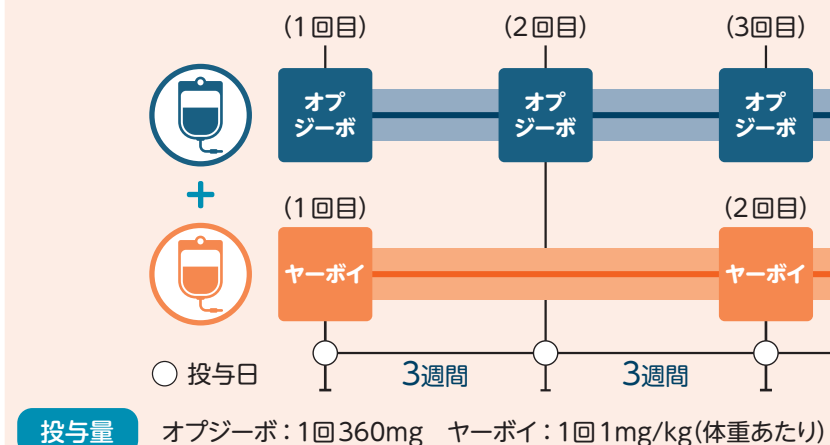 (1回目) (2回目) (3回目)
オプ
ジーボ
オプ
ジーボ
オプ
ジーボ
+
(1回目) (2回目)
ヤーボイ ヤーボイ
投与日 3週間 3週間
投与量 オプジーボ：1回360mg ヤーボイ：1回1mg/kg(体重あたり)